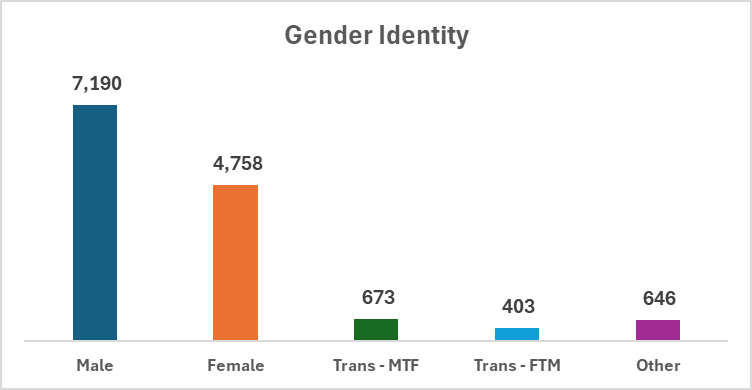 Gender Identity
7,190
4,758
673
403
646
Male
Female
Trans - MTF
Trans - FTM
Other